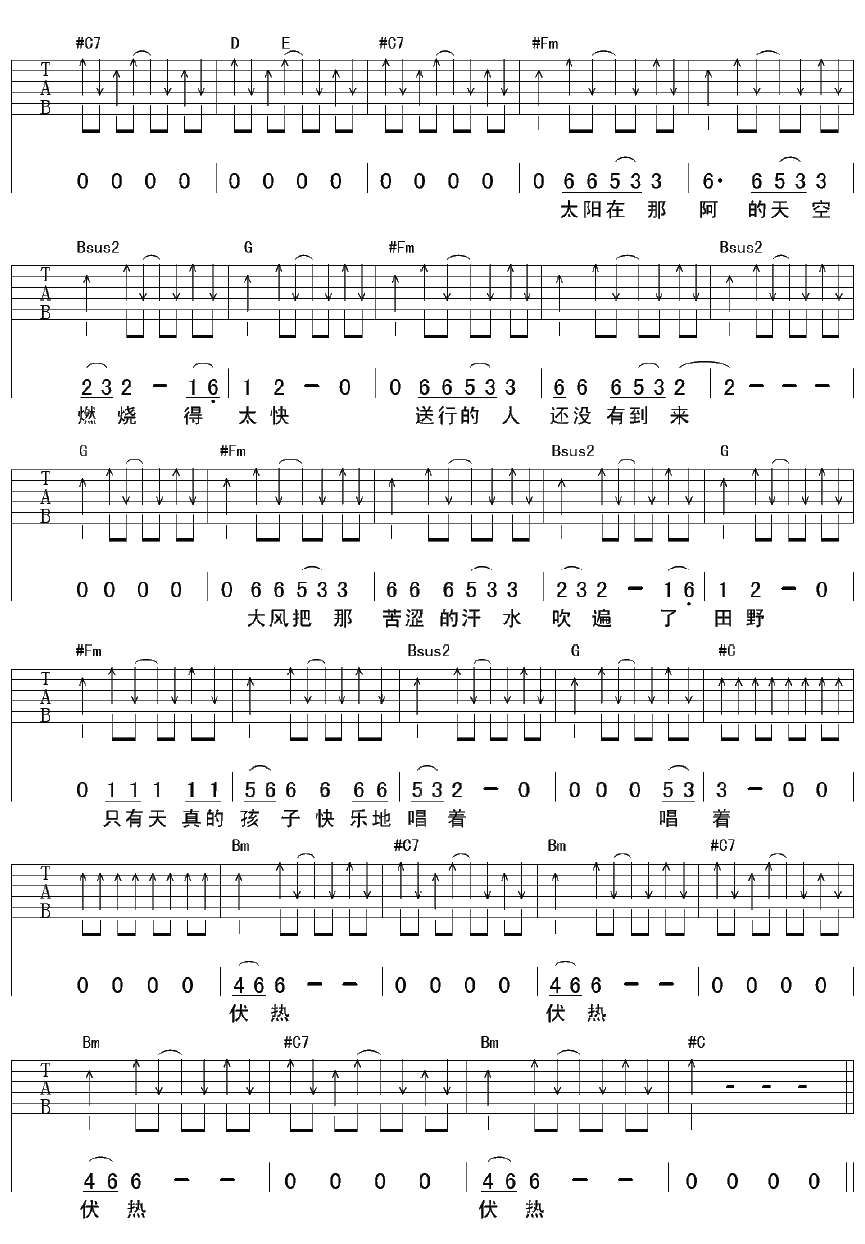 #C7 D E #C7 #Fm
T
A
B
0 0 0 0 0 0 0 0 0 0 0 0 0 6 6 5 3 3 6· 6 5 3 3
太阳在 那 阿 的天 空
Bsus2 G #Fm Bsus2
T
A
B
2 3 2 - 1 6 1 2 - 0 0 6 6 5 3 3 6 6 6 5 3 2 2 - - -
燃 烧 得 太 快 送行的 人 还没 有到 来
G #Fm Bsus2 G
T
A
B
0 0 0 0 0 6 6 5 3 3 6 6 6 5 3 3 2 3 2 - 1 6 1 2 - 0
大风把 那 苦涩 的汗 水 吹 遍 了 田 野
#Fm Bsus2 G #C
T
A
B
0 1 1 1 1 1 5 6 6 6 6 6 5 3 2 - 0 0 0 0 5 3 3 - 0 0
只有天 真的 孩 子 快 乐地 唱 着 唱 着
Bm #C7 Bm #C7
T
A
B
0 0 0 0 4 6 6 - - 0 0 0 0 4 6 6 - - 0 0 0 0
伏 热 伏 热
Bm #C7 Bm #C
T
A
B
- - -
4 6 6 - - 0 0 0 0 4 6 6 - - 0 0 0 0
伏 热 伏 热